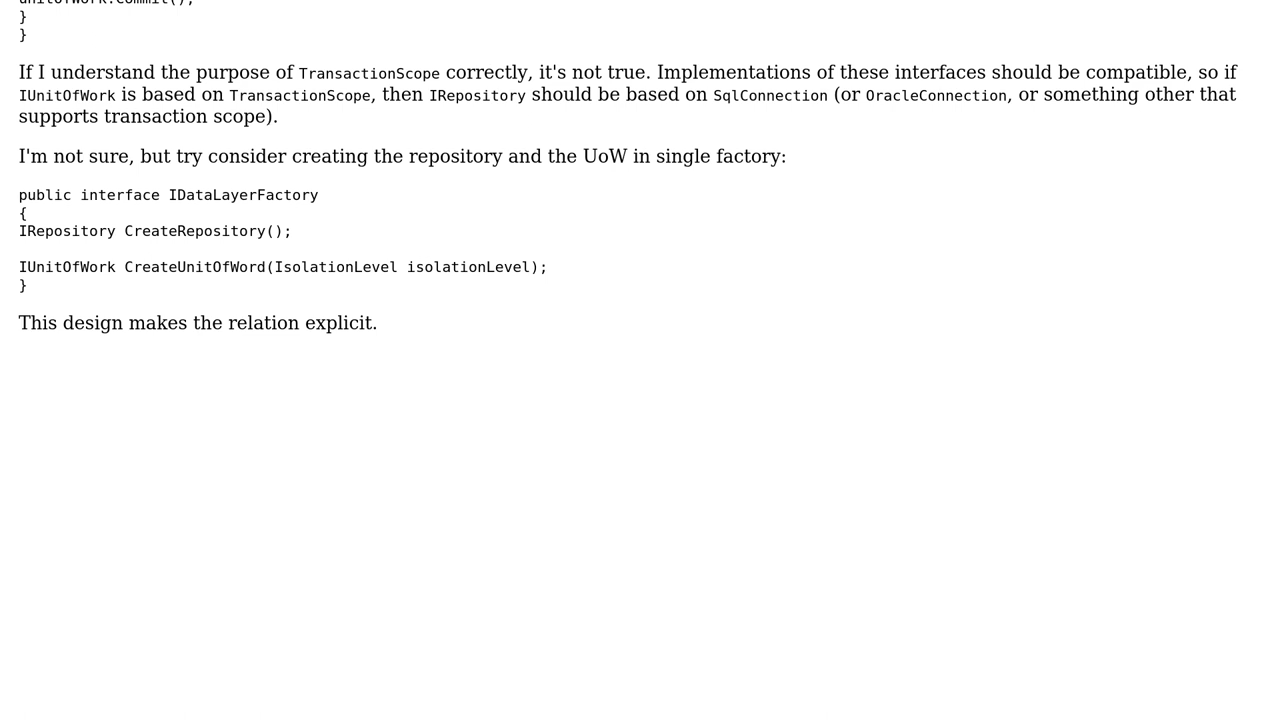 unitOfWork.Commit();
}
}
If I understand the purpose of TransactionScope correctly, it's not true. Implementations of these interfaces should be compatible, so if
IUnitOfWork is based on TransactionScope, then IRepository should be based on SqlConnection (or OracleConnection, or something other that
supports transaction scope).
I'm not sure, but try consider creating the repository and the UoW in single factory:
public interface IDataLayerFactory
{
IRepository CreateRepository();
IUnitOfWork CreateUnitOfWord(IsolationLevel isolationLevel);
}
This design makes the relation explicit.